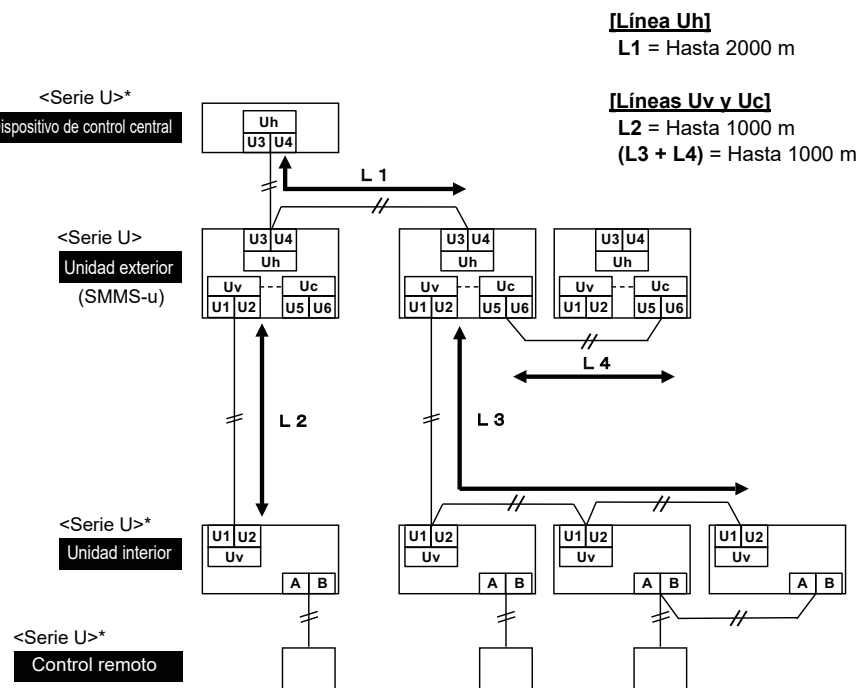 [Línea Uh]
L1 = Hasta 2000 m
[Líneas Uv y Uc]
L2 = Hasta 1000 m
(L3 + L4) = Hasta 1000 m
<Serie U>*
Dispositivo de control central
Uh
U3 U4
L 1
<Serie U>
Unidad exterior
(SMMS-u)
U3 U4
Uh
Uv Uc
U1 U2 U5 U6
U3 U4
Uh
Uv Uc
U1 U2 U5 U6
U3 U4
Uh
Uv Uc
U1 U2 U5 U6
L 4
L 2
L 3
<Serie U>*
Unidad interior
U1 U2
Uv
A B
U1 U2
Uv
A B
U1 U2
Uv
A B
U1 U2
Uv
A B
<Serie U>*
Control remoto